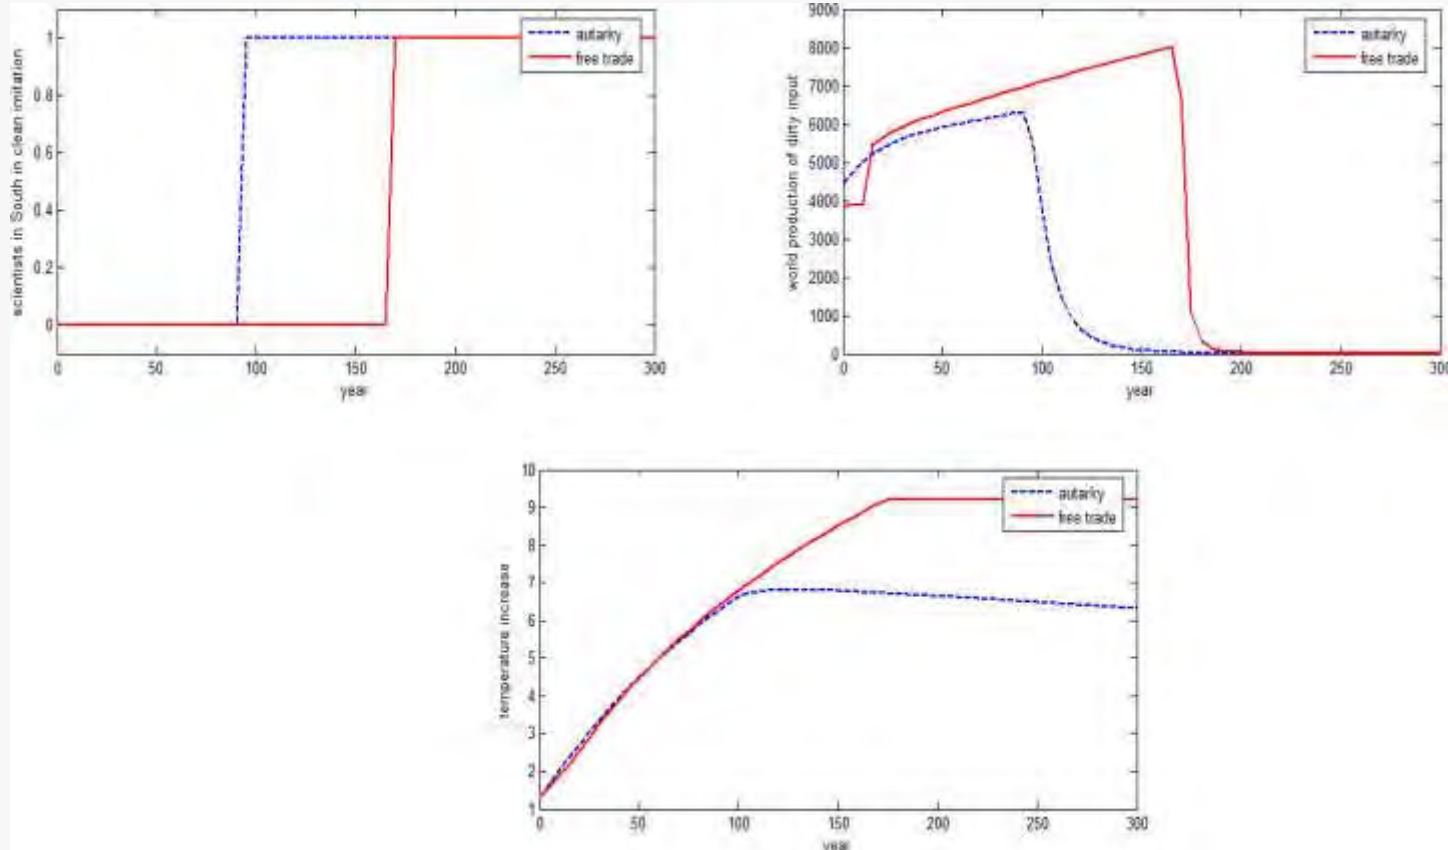 scientists in South in clean imitation
1
0.8
0.6
0.4
0.2
0
0 50 100 150 200 250 300
year
autarky
free trade
world production of dirty input
9000
8000
7000
6000
5000
4000
3000
2000
1000
0
0 50 100 150 200 250 300
year
autarky
free trade
temperature increase
10
9
8
7
6
5
4
3
2
1
0 50 100 150 200 250 300
year
autarky
free trade